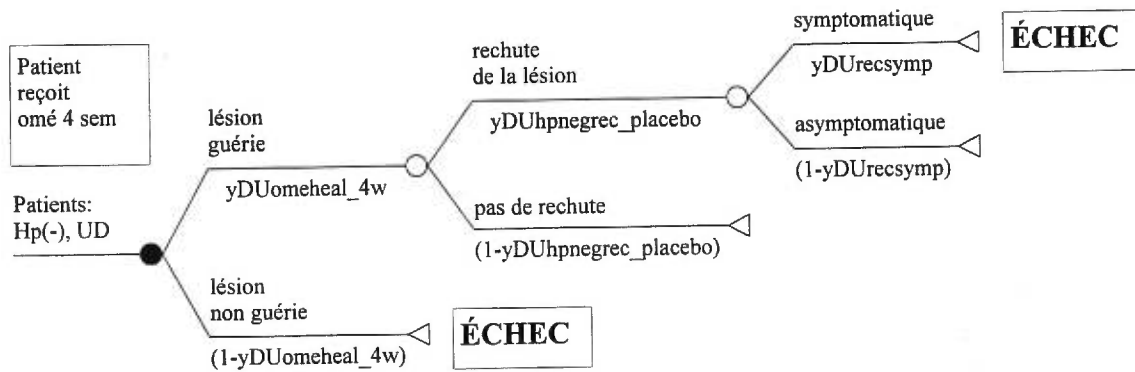 Patient
reçoit
omé 4 sem
Patients:
Hp(-), UD
lésion
guérie
yDUomeheal_4w
rechute
de la lésion
yDUhpnegrec_placebo
symptomatique
yDUrecsymp
ÉCHEC
asymptomatique
(1-yDUrecsymp)
pas de rechute
(1-yDUhpnegrec_placebo)
lésion
non guérie
(1-yDUomeheal_4w)
ÉCHEC